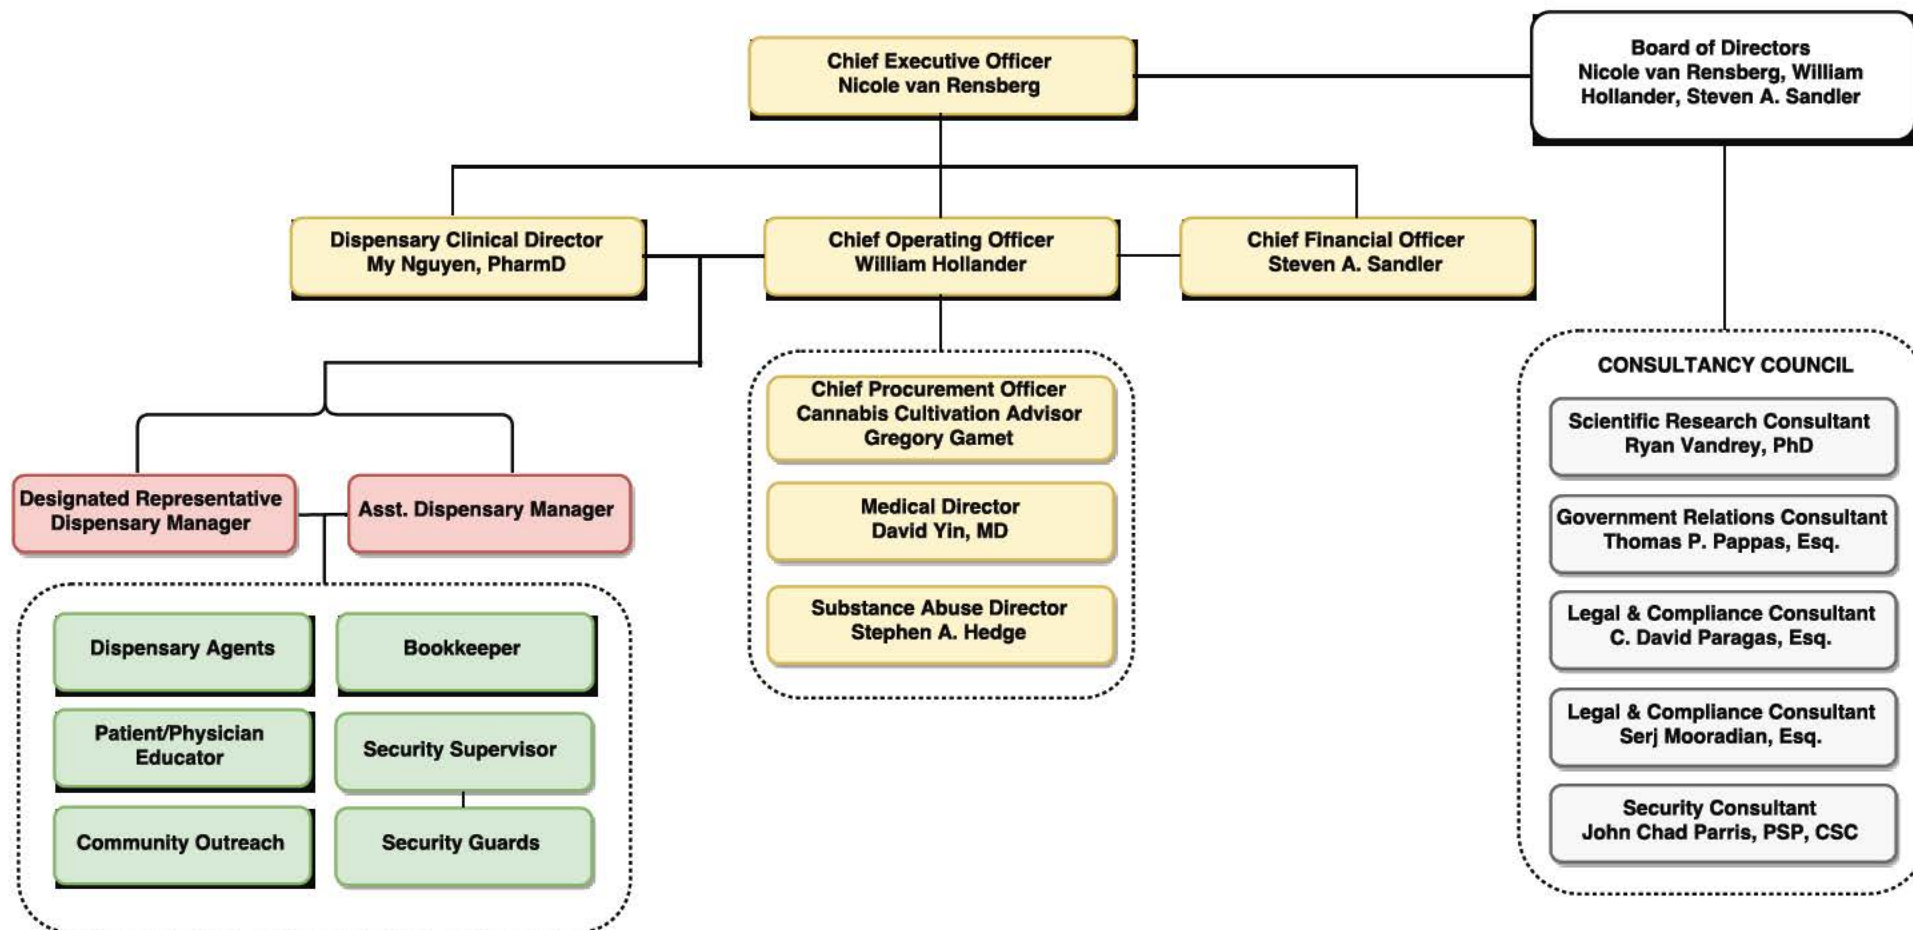 Chief Executive Officer
Nicole van Rensberg
Board of Directors
Nicole van Rensberg, William
Hollander, Steven A. Sandler
Dispensary Clinical Director
My Nguyen, PharmD
Chief Operating Officer
William Hollander
Chief Financial Officer
Steven A. Sandler
Designated Representative
Dispensary Manager
Asst. Dispensary Manager
Dispensary Agents
Bookkeeper
Patient/Physician
Educator
Security Supervisor
Community Outreach
Security Guards
Chief Procurement Officer
Cannabis Cultivation Advisor
Gregory Gamet
Medical Director
David Yin, MD
Substance Abuse Director
Stephen A. Hedge
CONSULTANCY COUNCIL
Scientific Research Consultant
Ryan Vandrey, PhD
Government Relations Consultant
Thomas P. Pappas, Esq.
Legal & Compliance Consultant
C. David Paragas, Esq.
Legal & Compliance Consultant
Serj Mooradian, Esq.
Security Consultant
John Chad Parris, PSP, CSC